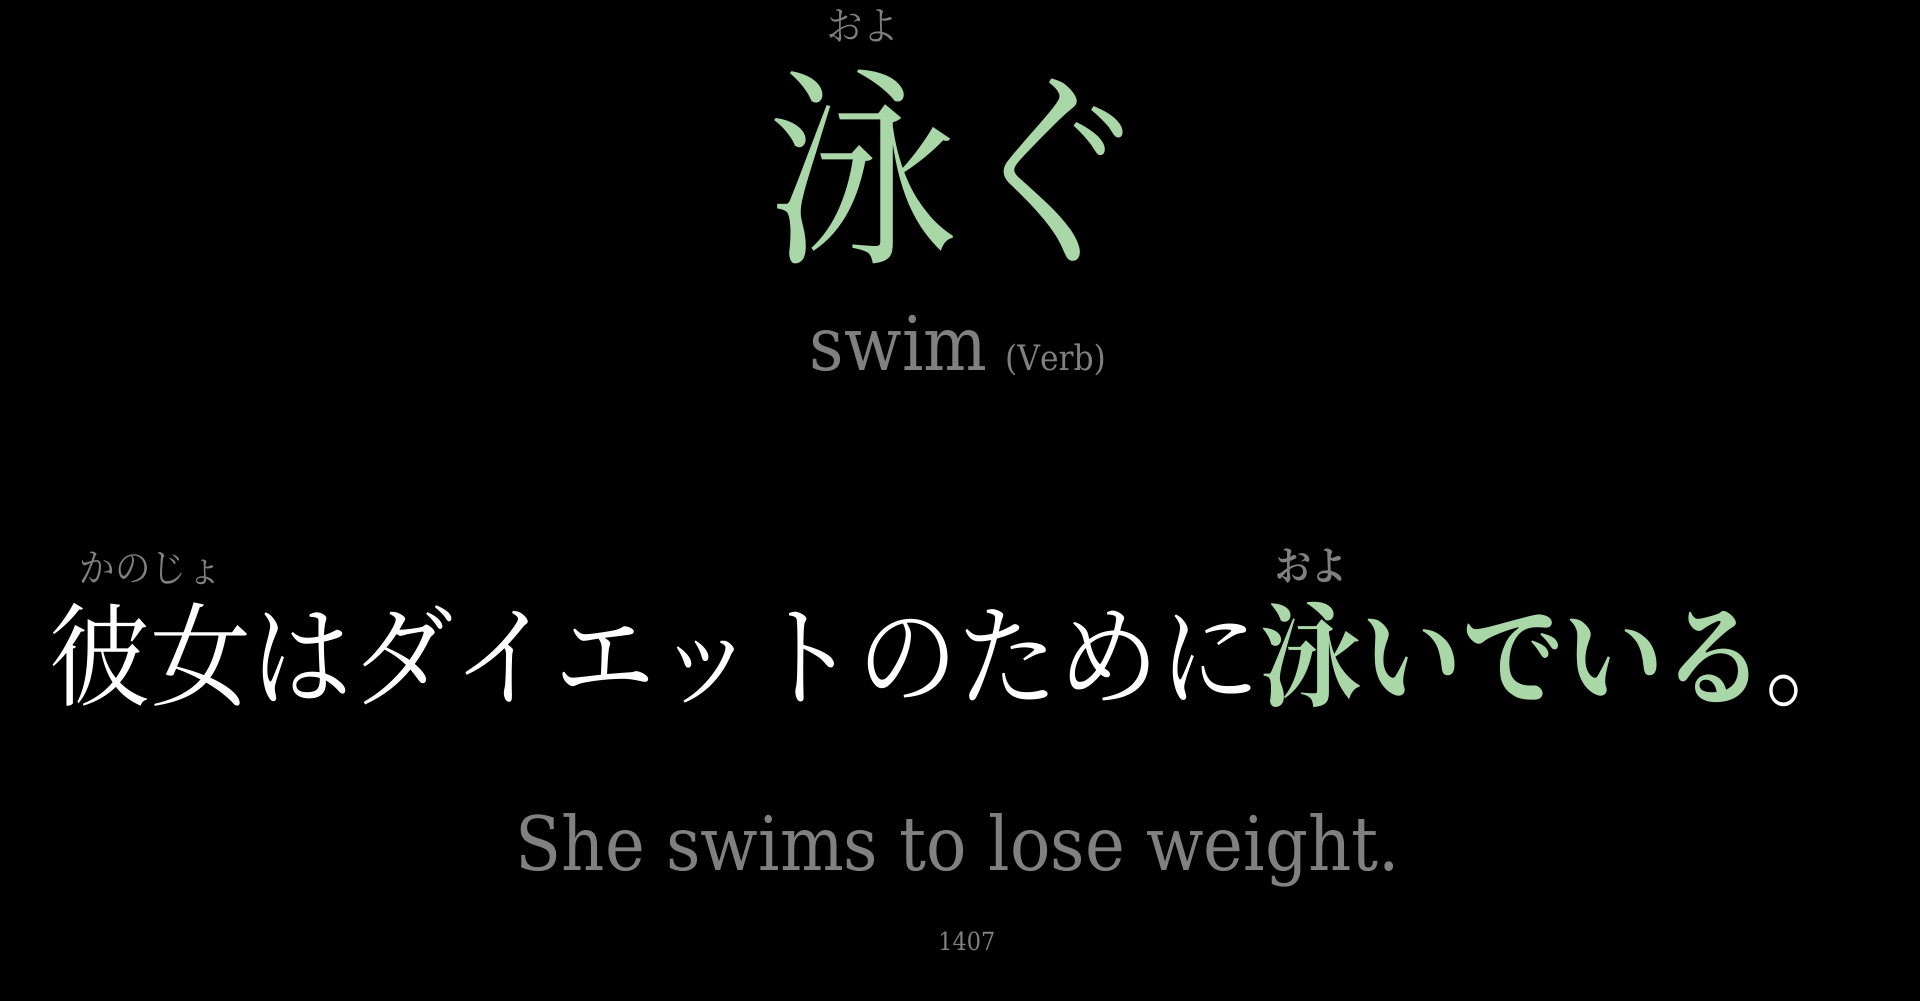 およ
泳ぐ
swim (Verb)
かのじょ およ
彼女はダイエットのために泳いでいる。
She swims to lose weight.
1407